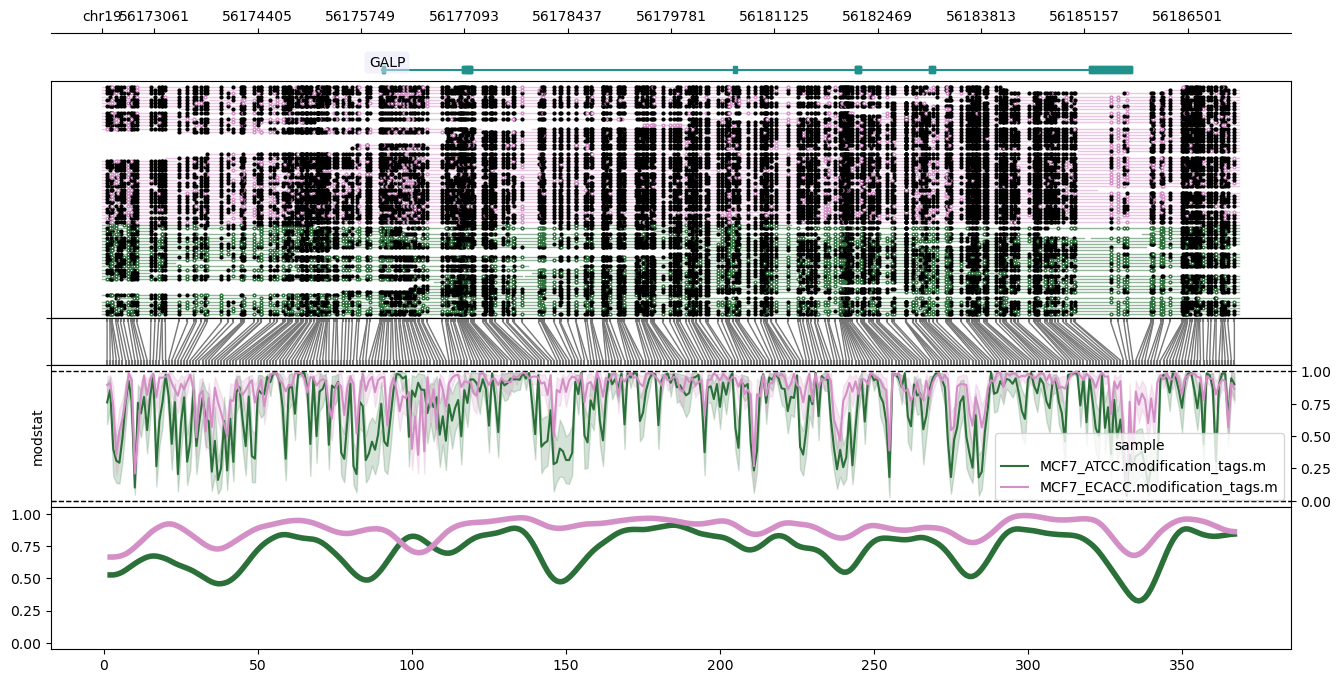 chr19 56173061 56174405 56175749 56177093 56178437 56179781 56181125 56182469 56183813 56185157 56186501
GALP
1.00
0.75
0.50
0.25
0.00
modstat
sample
MCF7_ATCC.modification_tags.m
MCF7_ECACC.modification_tags.m
1.00
0.75
0.50
0.25
0.00
0 50 100 150 200 250 300 350